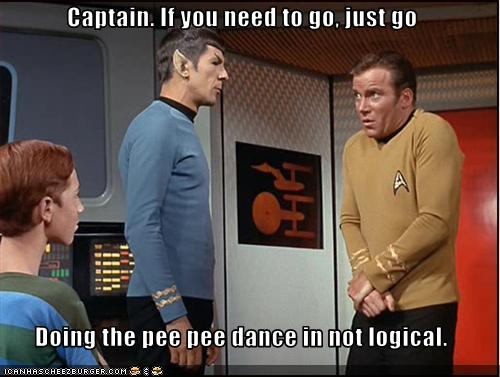 Captain. If you need to go, just go
Doing the pee pee dance in not logical.
ICANHASCHEEZBURGER.COM